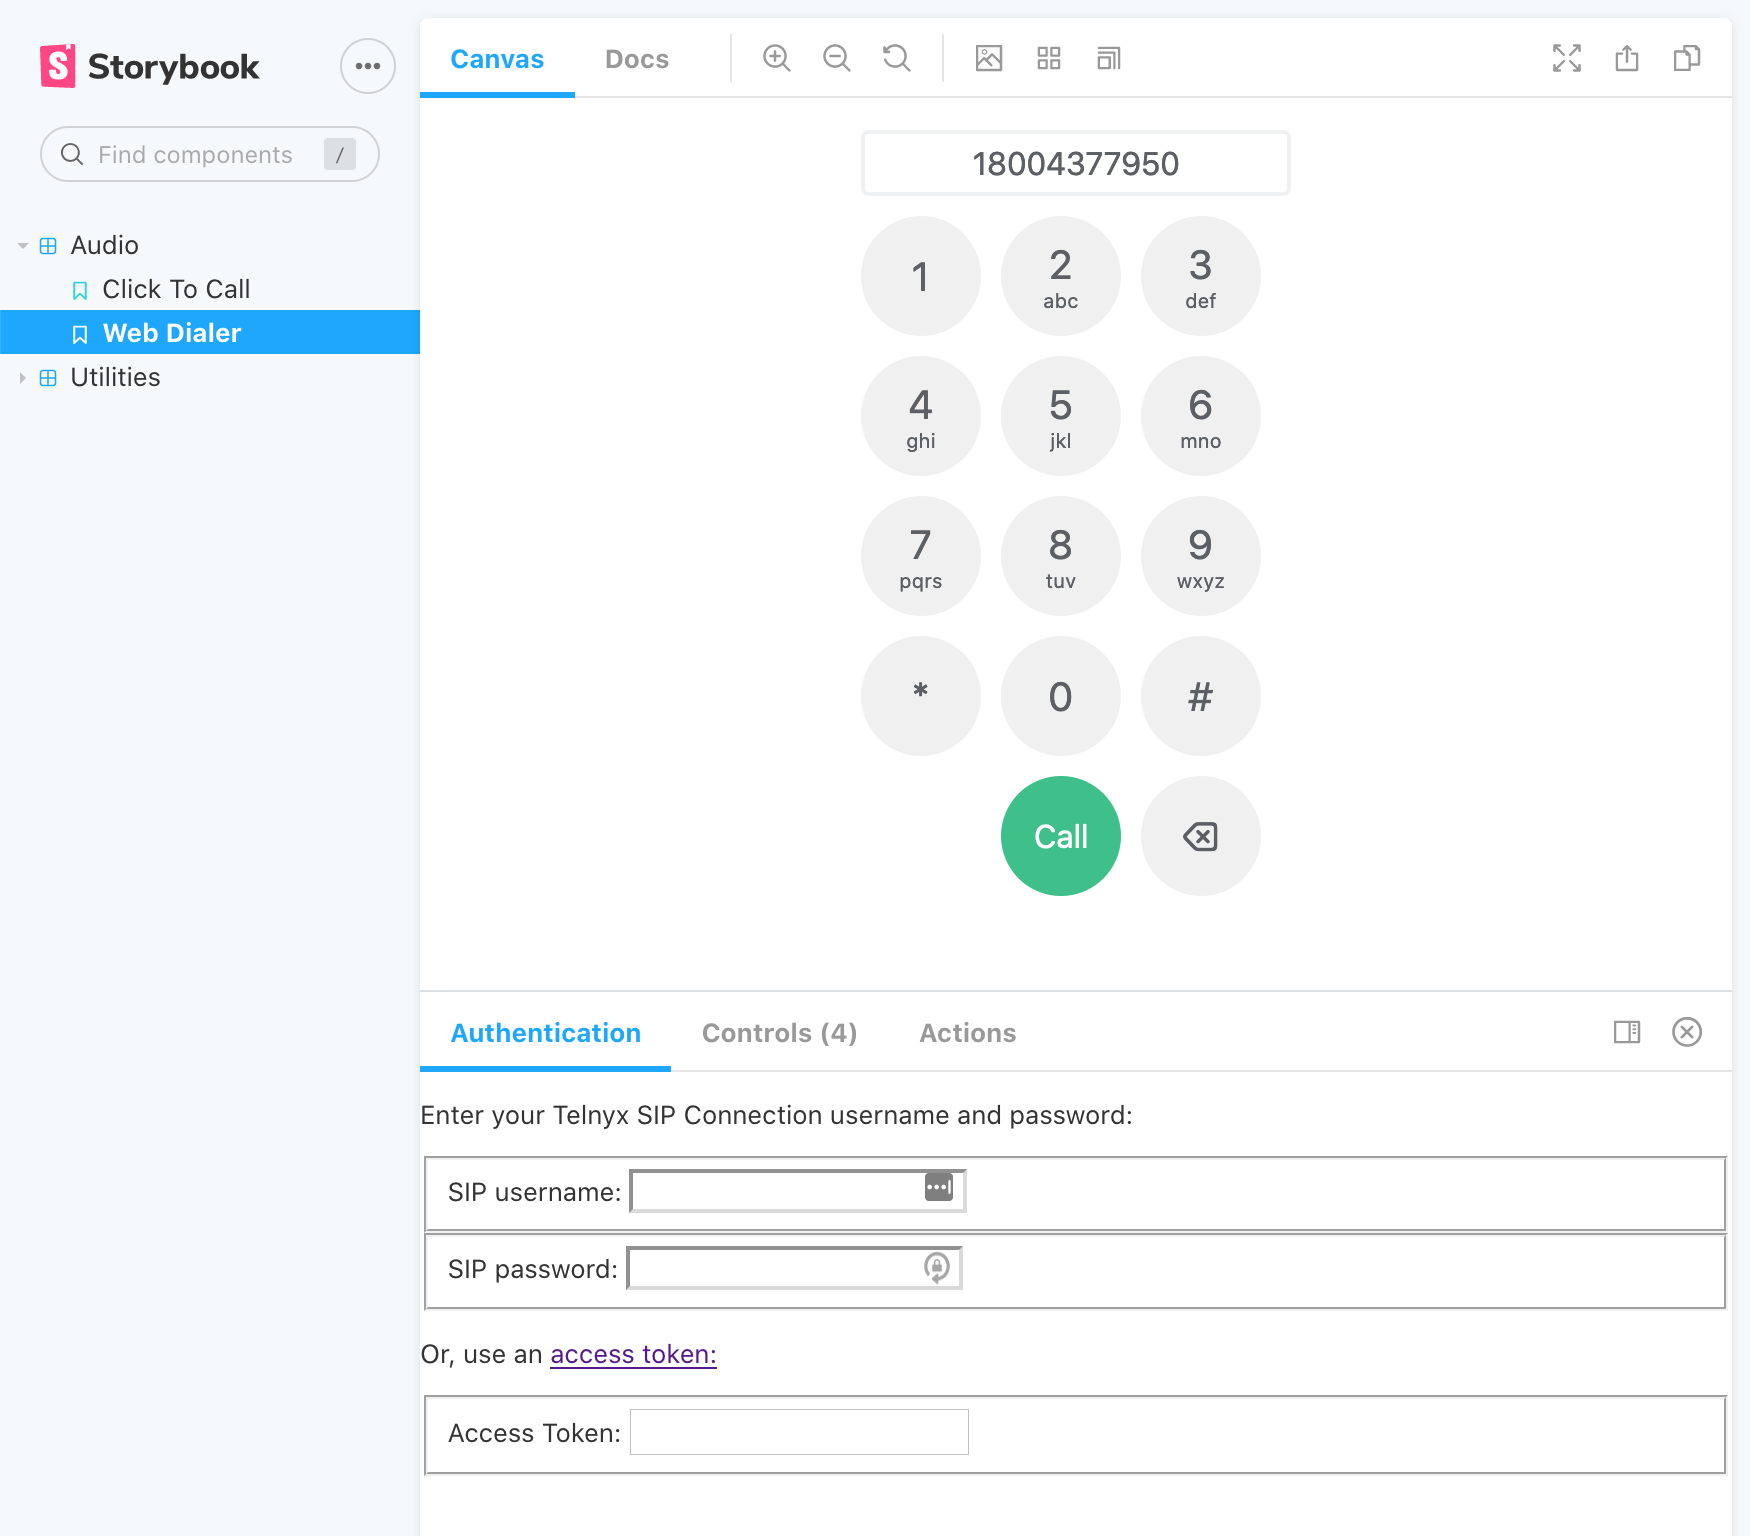 Storybook
Find components /
Audio
Click To Call
Web Dialer
Utilities
Canvas Docs
18004377950
1 2 3
abc def
4 5 6
ghi jkl mno
7 8 9
pqrs tuv wxyz
* 0 #
Call
Authentication Controls (4) Actions
Enter your Telnyx SIP Connection username and password:
SIP username:
SIP password:
Or, use an access token:
Access Token: